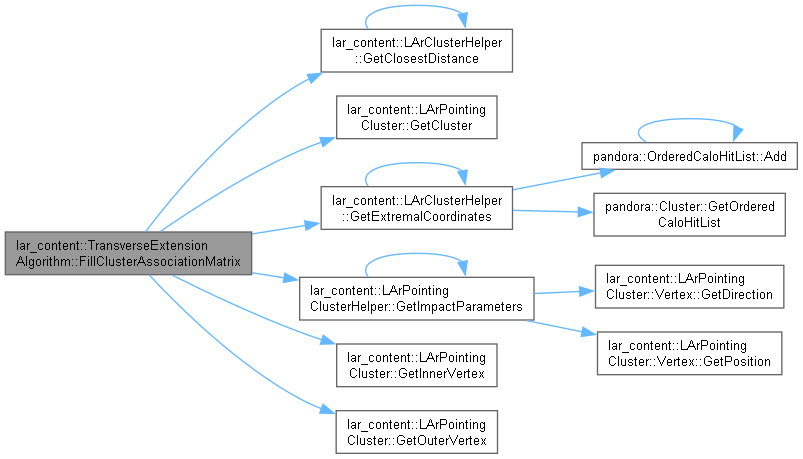 lar_content::TransverseExtension
Algorithm::FillClusterAssociationMatrix
lar_content::LArClusterHelper
::GetClosestDistance
lar_content::LArPointing
Cluster::GetCluster
lar_content::LArClusterHelper
::GetExtremalCoordinates
pandora::OrderedCaloHitList::Add
pandora::Cluster::GetOrdered
CaloHitList
lar_content::LArPointing
ClusterHelper::GetImpactParameters
lar_content::LArPointing
Cluster::Vertex::GetDirection
lar_content::LArPointing
Cluster::Vertex::GetPosition
lar_content::LArPointing
Cluster::GetInnerVertex
lar_content::LArPointing
Cluster::GetOuterVertex